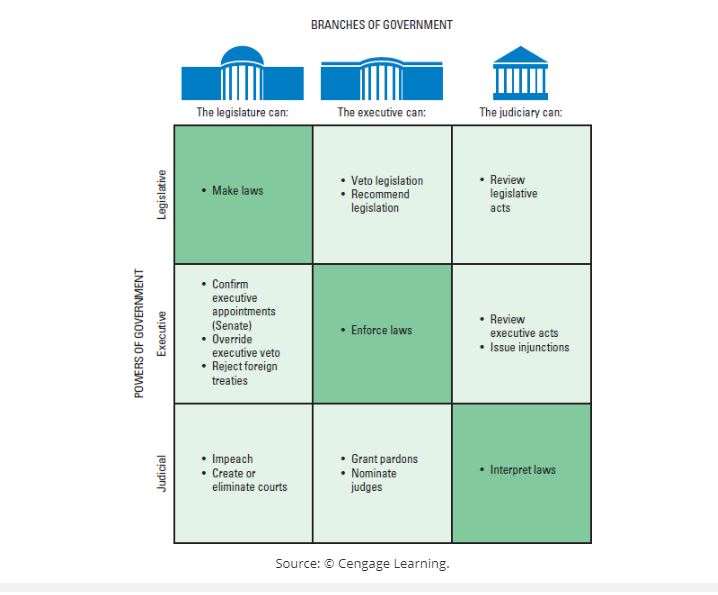 BRANCHES OF GOVERNMENT
The legislature can:
The executive can:
The judiciary can:
POWERS OF GOVERNMENT
Legislative
• Make laws
• Veto legislation
• Recommend
legislation
• Review
legislative
acts
Executive
• Confirm
executive
appointments
(Senate)
• Override
executive veto
• Reject foreign
treaties
• Enforce laws
• Review
executive acts
• Issue injunctions
Judicial
• Impeach
• Create or
eliminate courts
• Grant pardons
• Nominate
judges
• Interpret laws
Source: © Cengage Learning.